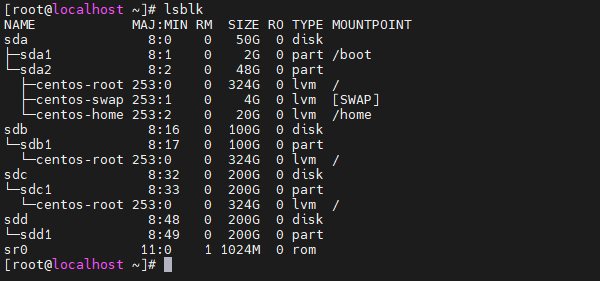 [root@localhost ~]# lsblk
NAME            MAJ:MIN RM  SIZE RO TYPE MOUNTPOINT
sda               8:0    0   50G  0 disk
├─sda1            8:1    0    2G  0 part /boot
└─sda2            8:2    0   48G  0 part
  ├─centos-root 253:0    0  324G  0 lvm  /
  ├─centos-swap 253:1    0    4G  0 lvm  [SWAP]
  └─centos-home 253:2    0   20G  0 lvm  /home
sdb               8:16   0  100G  0 disk
└─sdb1            8:17   0  100G  0 part
  └─centos-root 253:0    0  324G  0 lvm  /
sdc               8:32   0  200G  0 disk
└─sdc1            8:33   0  200G  0 part
  └─centos-root 253:0    0  324G  0 lvm  /
sdd               8:48   0  200G  0 disk
└─sdd1            8:49   0  200G  0 part
sr0              11:0    1 1024M  0 rom
[root@localhost ~]#